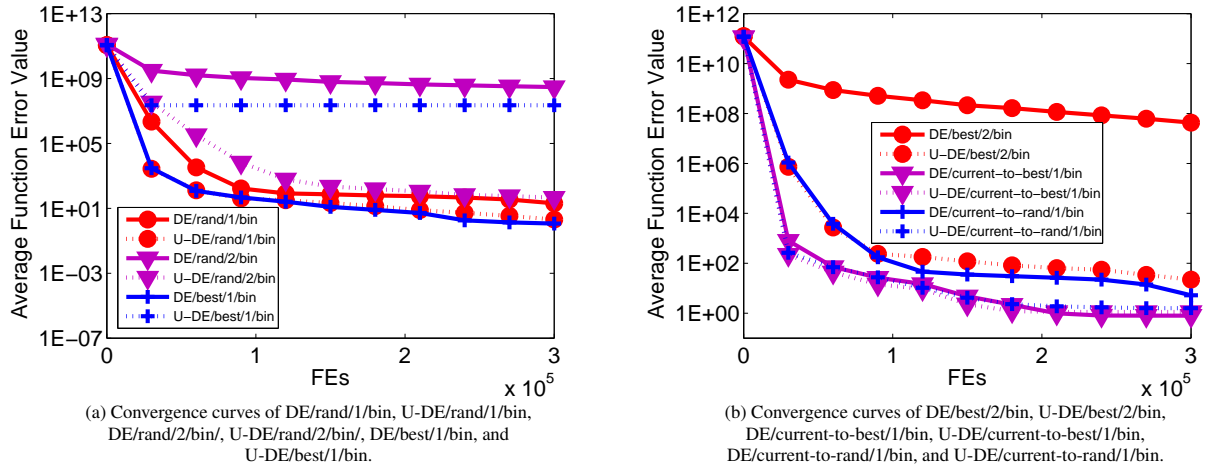 1E+13
1E+09
1E+05
1E+01
1E−03
1E−07
Average Function Error Value
DE/rand/1/bin
U−DE/rand/1/bin
DE/rand/2/bin
U−DE/rand/2/bin
DE/best/1/bin
U−DE/best/1/bin
0 1 2 3
FEs
x 10^5
(a) Convergence curves of DE/rand/1/bin, U-DE/rand/1/bin,
DE/rand/2/bin/, U-DE/rand/2/bin/, DE/best/1/bin, and
U-DE/best/1/bin.
1E+12
1E+10
1E+08
1E+06
1E+04
1E+02
1E+00
Average Function Error Value
DE/best/2/bin
U−DE/best/2/bin
DE/current−to−best/1/bin
U−DE/current−to−best/1/bin
DE/current−to−rand/1/bin
U−DE/current−to−rand/1/bin
0 1 2 3
FEs
x 10^5
(b) Convergence curves of DE/best/2/bin, U-DE/best/2/bin,
DE/current-to-best/1/bin, U-DE/current-to-best/1/bin,
DE/current-to-rand/1/bin, and U-DE/current-to-rand/1/bin.